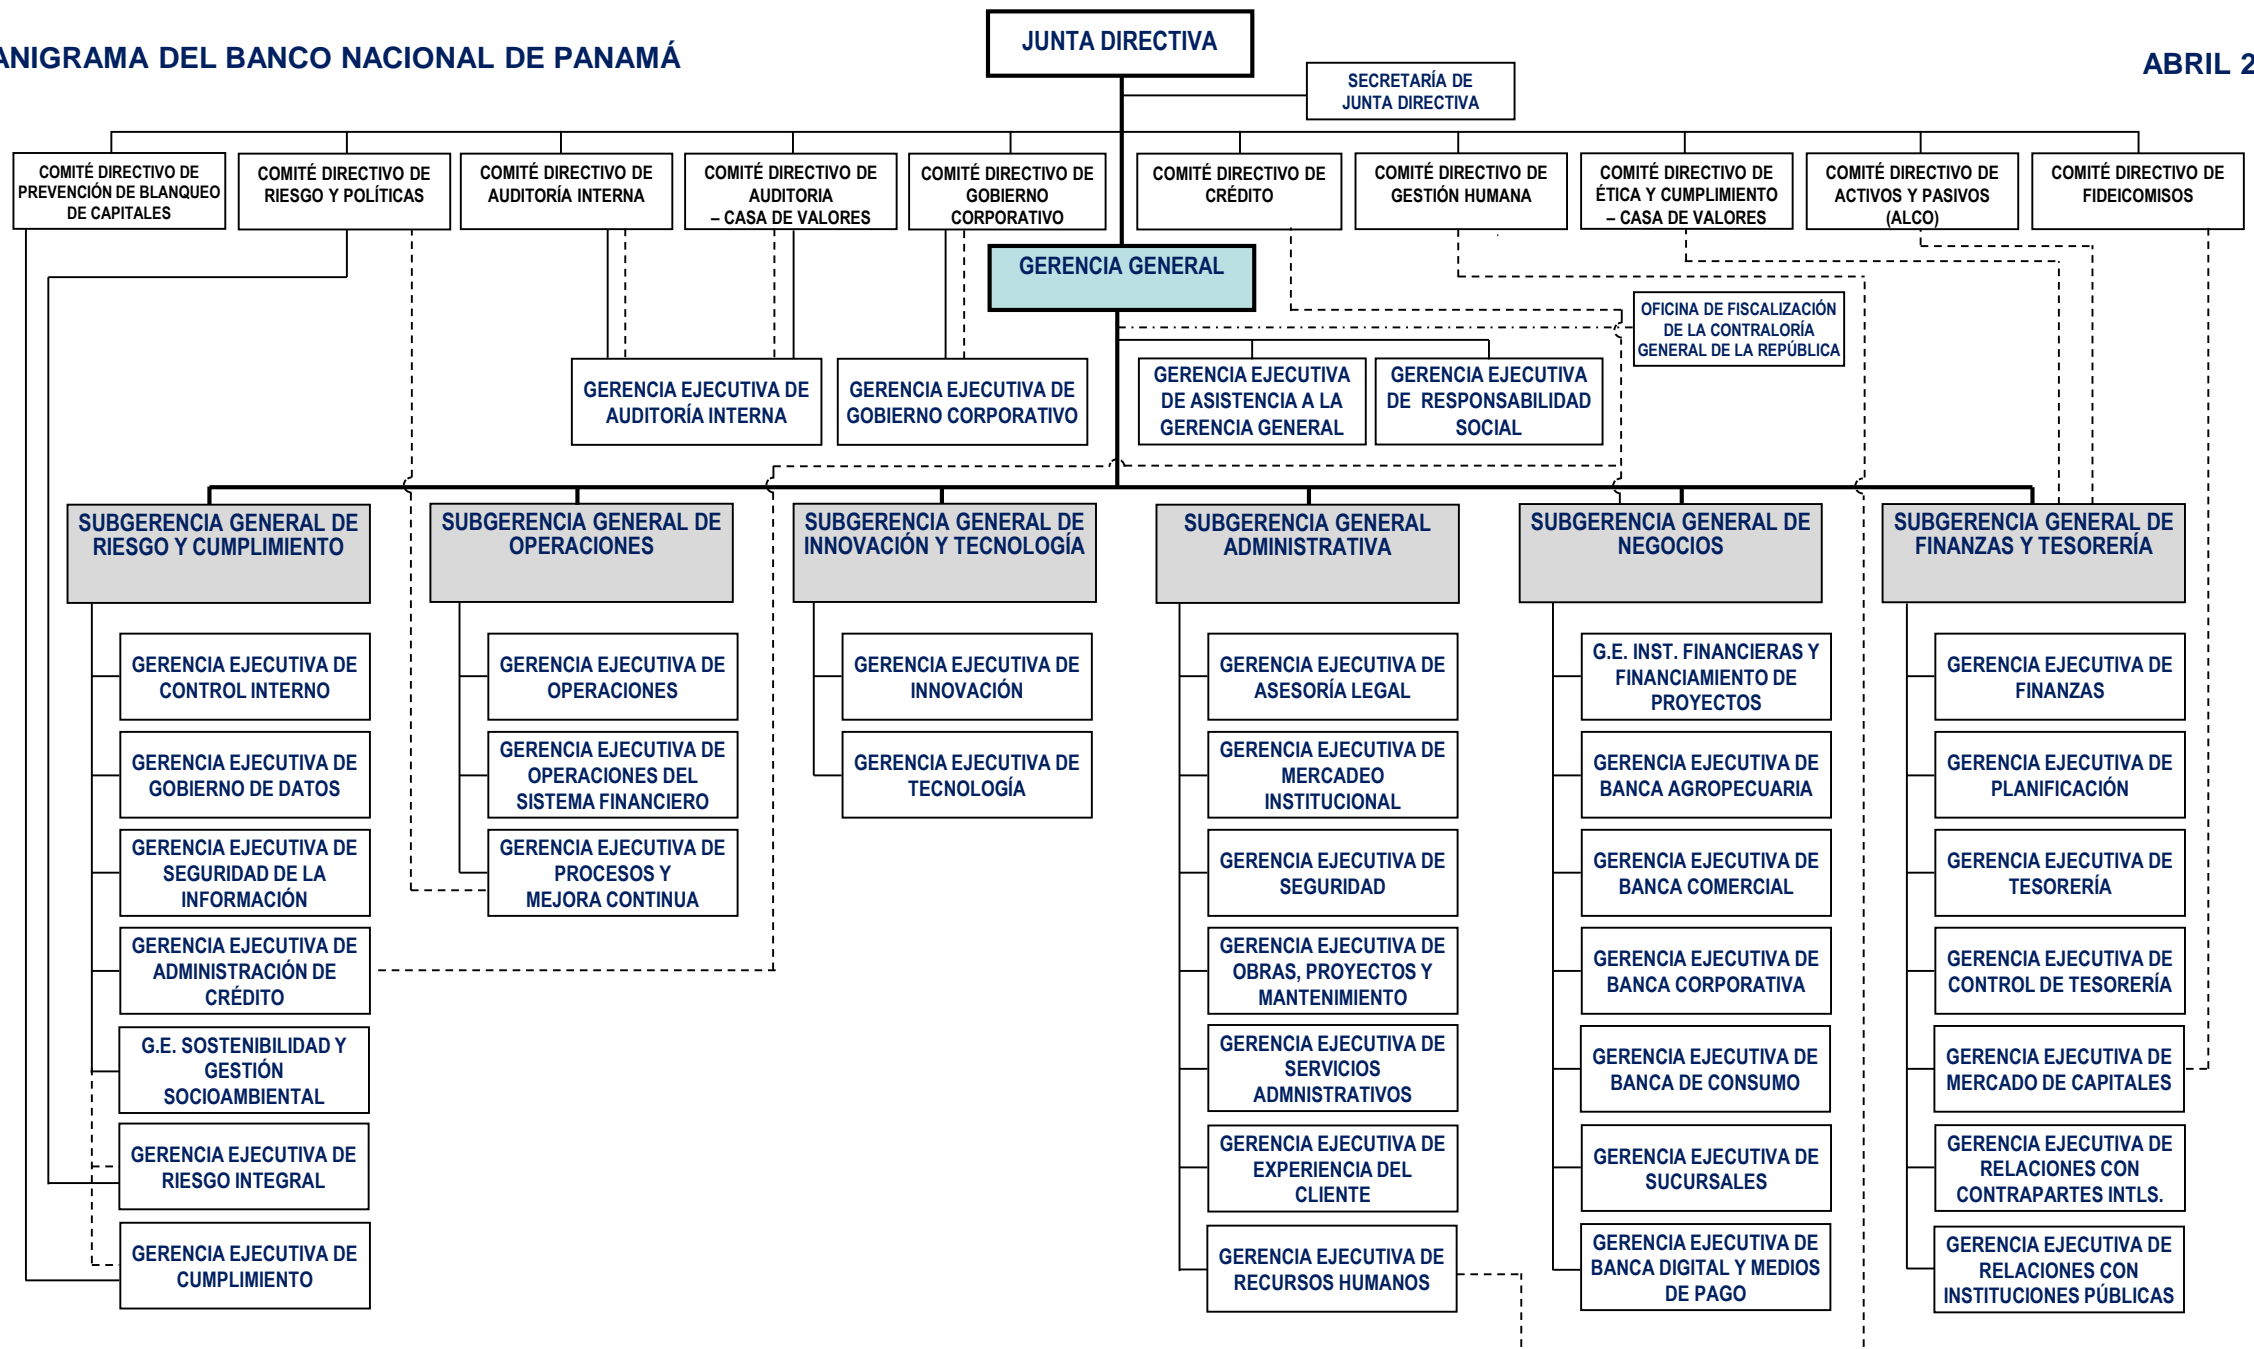 ANIGRAMA DEL BANCO NACIONAL DE PANAMÁ
ABRIL 2
JUNTA DIRECTIVA
SECRETARÍA DE
JUNTA DIRECTIVA
COMITÉ DIRECTIVO DE
PREVENCIÓN DE BLANQUEO
DE CAPITALES
COMITÉ DIRECTIVO DE
RIESGO Y POLÍTICAS
COMITÉ DIRECTIVO DE
AUDITORÍA INTERNA
COMITÉ DIRECTIVO DE
AUDITORIA
– CASA DE VALORES
COMITÉ DIRECTIVO DE
GOBIERNO
CORPORATIVO
COMITÉ DIRECTIVO DE
CRÉDITO
COMITÉ DIRECTIVO DE
GESTIÓN HUMANA
COMITÉ DIRECTIVO DE
ÉTICA Y CUMPLIMIENTO
– CASA DE VALORES
COMITÉ DIRECTIVO DE
ACTIVOS Y PASIVOS
(ALCO)
COMITÉ DIRECTIVO DE
FIDEICOMISOS
GERENCIA GENERAL
OFICINA DE FISCALIZACIÓN
DE LA CONTRALORÍA
GENERAL DE LA REPÚBLICA
GERENCIA EJECUTIVA DE
AUDITORÍA INTERNA
GERENCIA EJECUTIVA DE
GOBIERNO CORPORATIVO
GERENCIA EJECUTIVA
DE ASISTENCIA A LA
GERENCIA GENERAL
GERENCIA EJECUTIVA
DE RESPONSABILIDAD
SOCIAL
SUBGERENCIA GENERAL DE
RIESGO Y CUMPLIMIENTO
SUBGERENCIA GENERAL DE
OPERACIONES
SUBGERENCIA GENERAL DE
INNOVACIÓN Y TECNOLOGÍA
SUBGERENCIA GENERAL
ADMINISTRATIVA
SUBGERENCIA GENERAL DE
NEGOCIOS
SUBGERENCIA GENERAL DE
FINANZAS Y TESORERÍA
GERENCIA EJECUTIVA DE
CONTROL INTERNO
GERENCIA EJECUTIVA DE
GOBIERNO DE DATOS
GERENCIA EJECUTIVA DE
SEGURIDAD DE LA
INFORMACIÓN
GERENCIA EJECUTIVA DE
ADMINISTRACIÓN DE
CRÉDITO
G.E. SOSTENIBILIDAD Y
GESTIÓN
SOCIOAMBIENTAL
GERENCIA EJECUTIVA DE
RIESGO INTEGRAL
GERENCIA EJECUTIVA DE
CUMPLIMIENTO
GERENCIA EJECUTIVA DE
OPERACIONES
GERENCIA EJECUTIVA DE
OPERACIONES DEL
SISTEMA FINANCIERO
GERENCIA EJECUTIVA DE
PROCESOS Y
MEJORA CONTINUA
GERENCIA EJECUTIVA DE
INNOVACIÓN
GERENCIA EJECUTIVA DE
TECNOLOGÍA
GERENCIA EJECUTIVA DE
ASESORÍA LEGAL
GERENCIA EJECUTIVA DE
MERCADEO
INSTITUCIONAL
GERENCIA EJECUTIVA DE
SEGURIDAD
GERENCIA EJECUTIVA DE
OBRAS, PROYECTOS Y
MANTENIMIENTO
GERENCIA EJECUTIVA DE
SERVICIOS
ADMNISTRATIVOS
GERENCIA EJECUTIVA DE
EXPERIENCIA DEL
CLIENTE
GERENCIA EJECUTIVA DE
RECURSOS HUMANOS
G.E. INST. FINANCIERAS Y
FINANCIAMIENTO DE
PROYECTOS
GERENCIA EJECUTIVA DE
BANCA AGROPECUARIA
GERENCIA EJECUTIVA DE
BANCA COMERCIAL
GERENCIA EJECUTIVA DE
BANCA CORPORATIVA
GERENCIA EJECUTIVA DE
BANCA DE CONSUMO
GERENCIA EJECUTIVA DE
SUCURSALES
GERENCIA EJECUTIVA DE
BANCA DIGITAL Y MEDIOS
DE PAGO
GERENCIA EJECUTIVA DE
FINANZAS
GERENCIA EJECUTIVA DE
PLANIFICACIÓN
GERENCIA EJECUTIVA DE
TESORERÍA
GERENCIA EJECUTIVA DE
CONTROL DE TESORERÍA
GERENCIA EJECUTIVA DE
MERCADO DE CAPITALES
GERENCIA EJECUTIVA DE
RELACIONES CON
CONTRAPARTES INTLS.
GERENCIA EJECUTIVA DE
RELACIONES CON
INSTITUCIONES PÚBLICAS